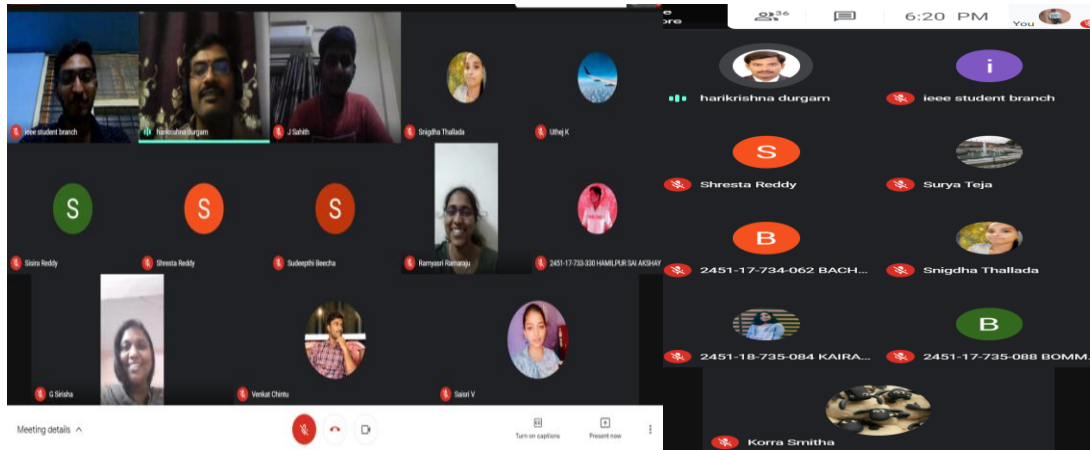 ieee student branch
harikrishna durgam
J Sahith
Snigdha Thallada
Uthej K
S
S
S
Sisira Reddy
Shresta Reddy
Sudeepthi Beecha
Ramyasri Ramaraju
2451-17-733-330 HAMILPUR SAI AKSHAY
G Sirisha
Venkat Chintu
Saisri V
Meeting details
Turn on captions
Present now
36
6:20 PM
You
harikrishna durgam
i
ieee student branch
S
Shresta Reddy
Surya Teja
B
2451-17-734-062 BACH...
Snigdha Thallada
2451-18-735-084 KAIRA...
B
2451-17-735-088 BOMM
Korra Smitha